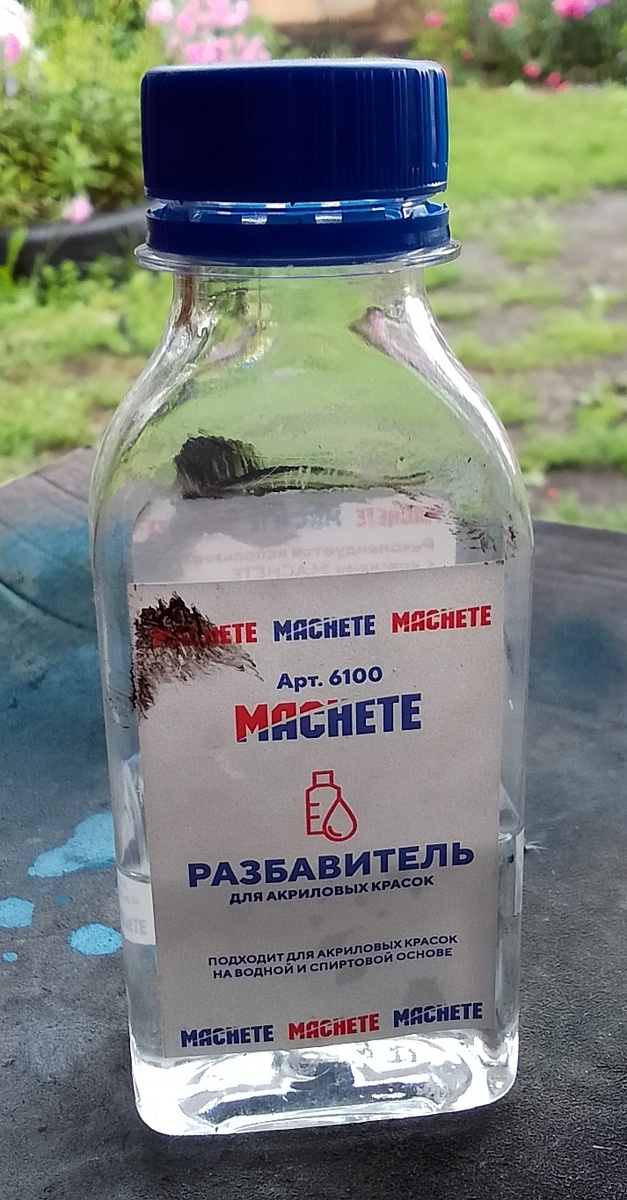 MACHETE MACHETE MACHETE
Арт. 6100
MACHETE
РАЗБАВИТЕЛЬ
ДЛЯ АКРИЛОВЫХ КРАСОК
ПОДХОДИТ ДЛЯ АКРИЛОВЫХ КРАСОК
НА ВОДНОЙ И СПИРТОВОЙ ОСНОВЕ
MACHETE MACHETE MACHETE